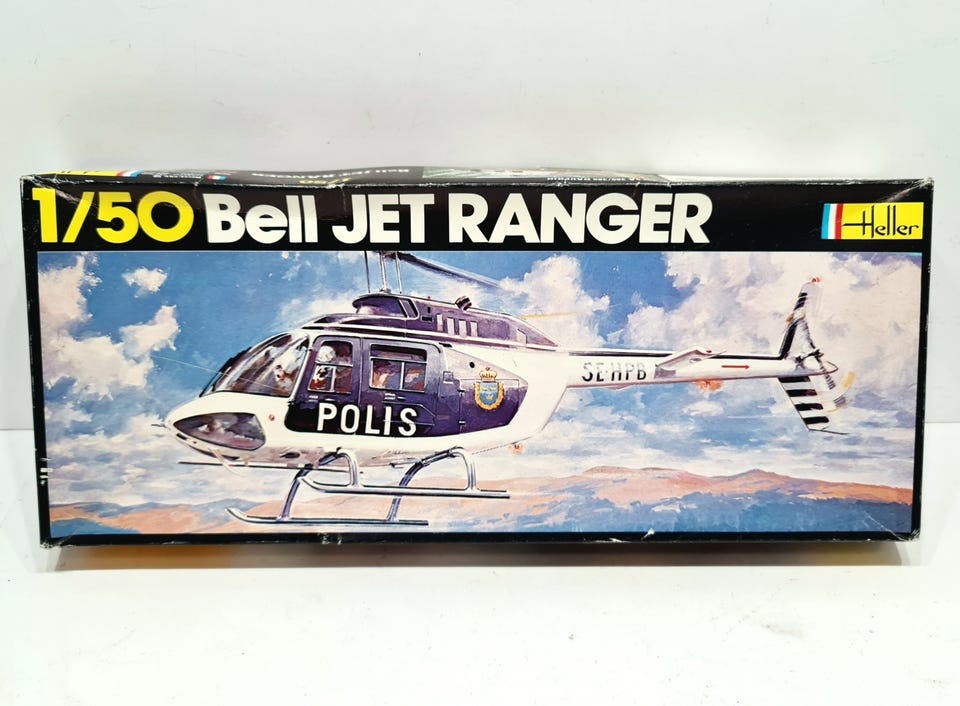 1/50 Bell JET RANGER
Heller
POLIS
SE-HPB